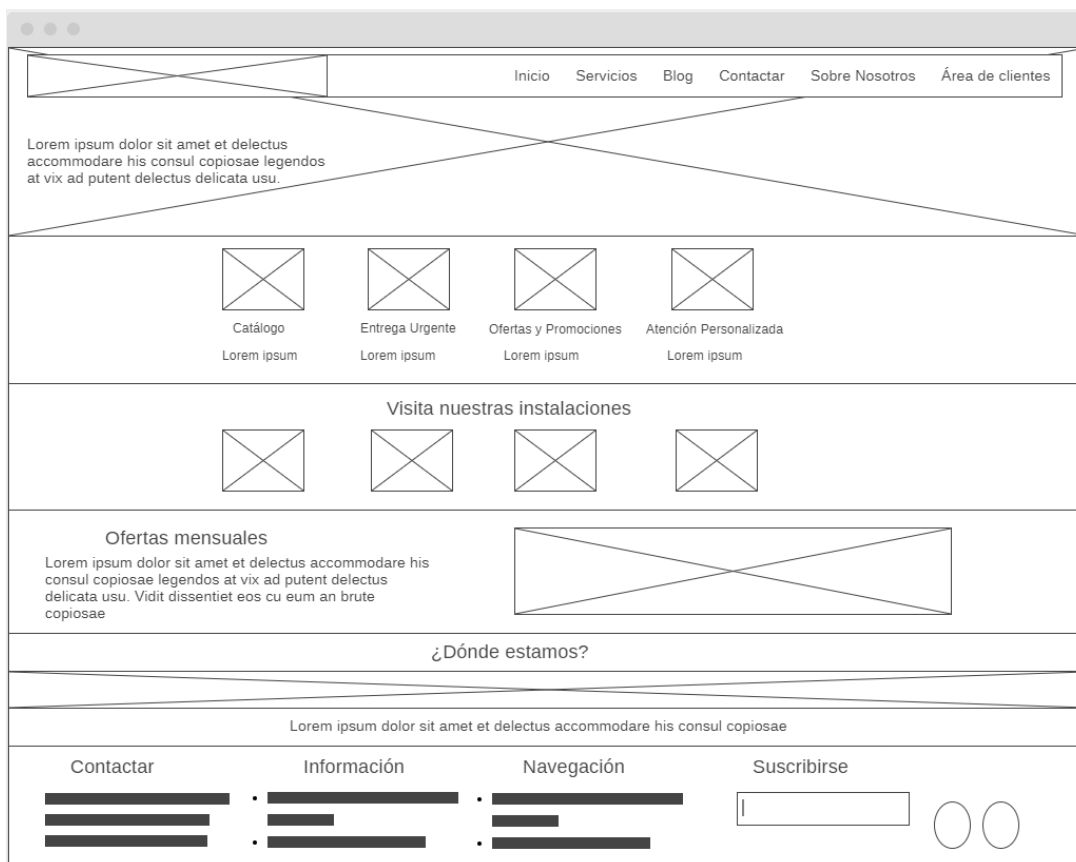 Inicio Servicios Blog Contactar Sobre Nosotros Área de clientes
Lorem ipsum dolor sit amet et delectus
accommodare his consul copiosae legendos
at vix ad putent delectus delicata usu.
Catálogo Entrega Urgente Ofertas y Promociones Atención Personalizada
Lorem ipsum Lorem ipsum Lorem ipsum Lorem ipsum
Visita nuestras instalaciones
Ofertas mensuales
Lorem ipsum dolor sit amet et delectus accommodare his
consul copiosae legendos at vix ad putent delectus
delicata usu. Vidit dissentiet eos cu eum an brute
copiosae
¿Dónde estamos?
Lorem ipsum dolor sit amet et delectus accommodare his consul copiosae
Contactar Información Navegación Suscribirse